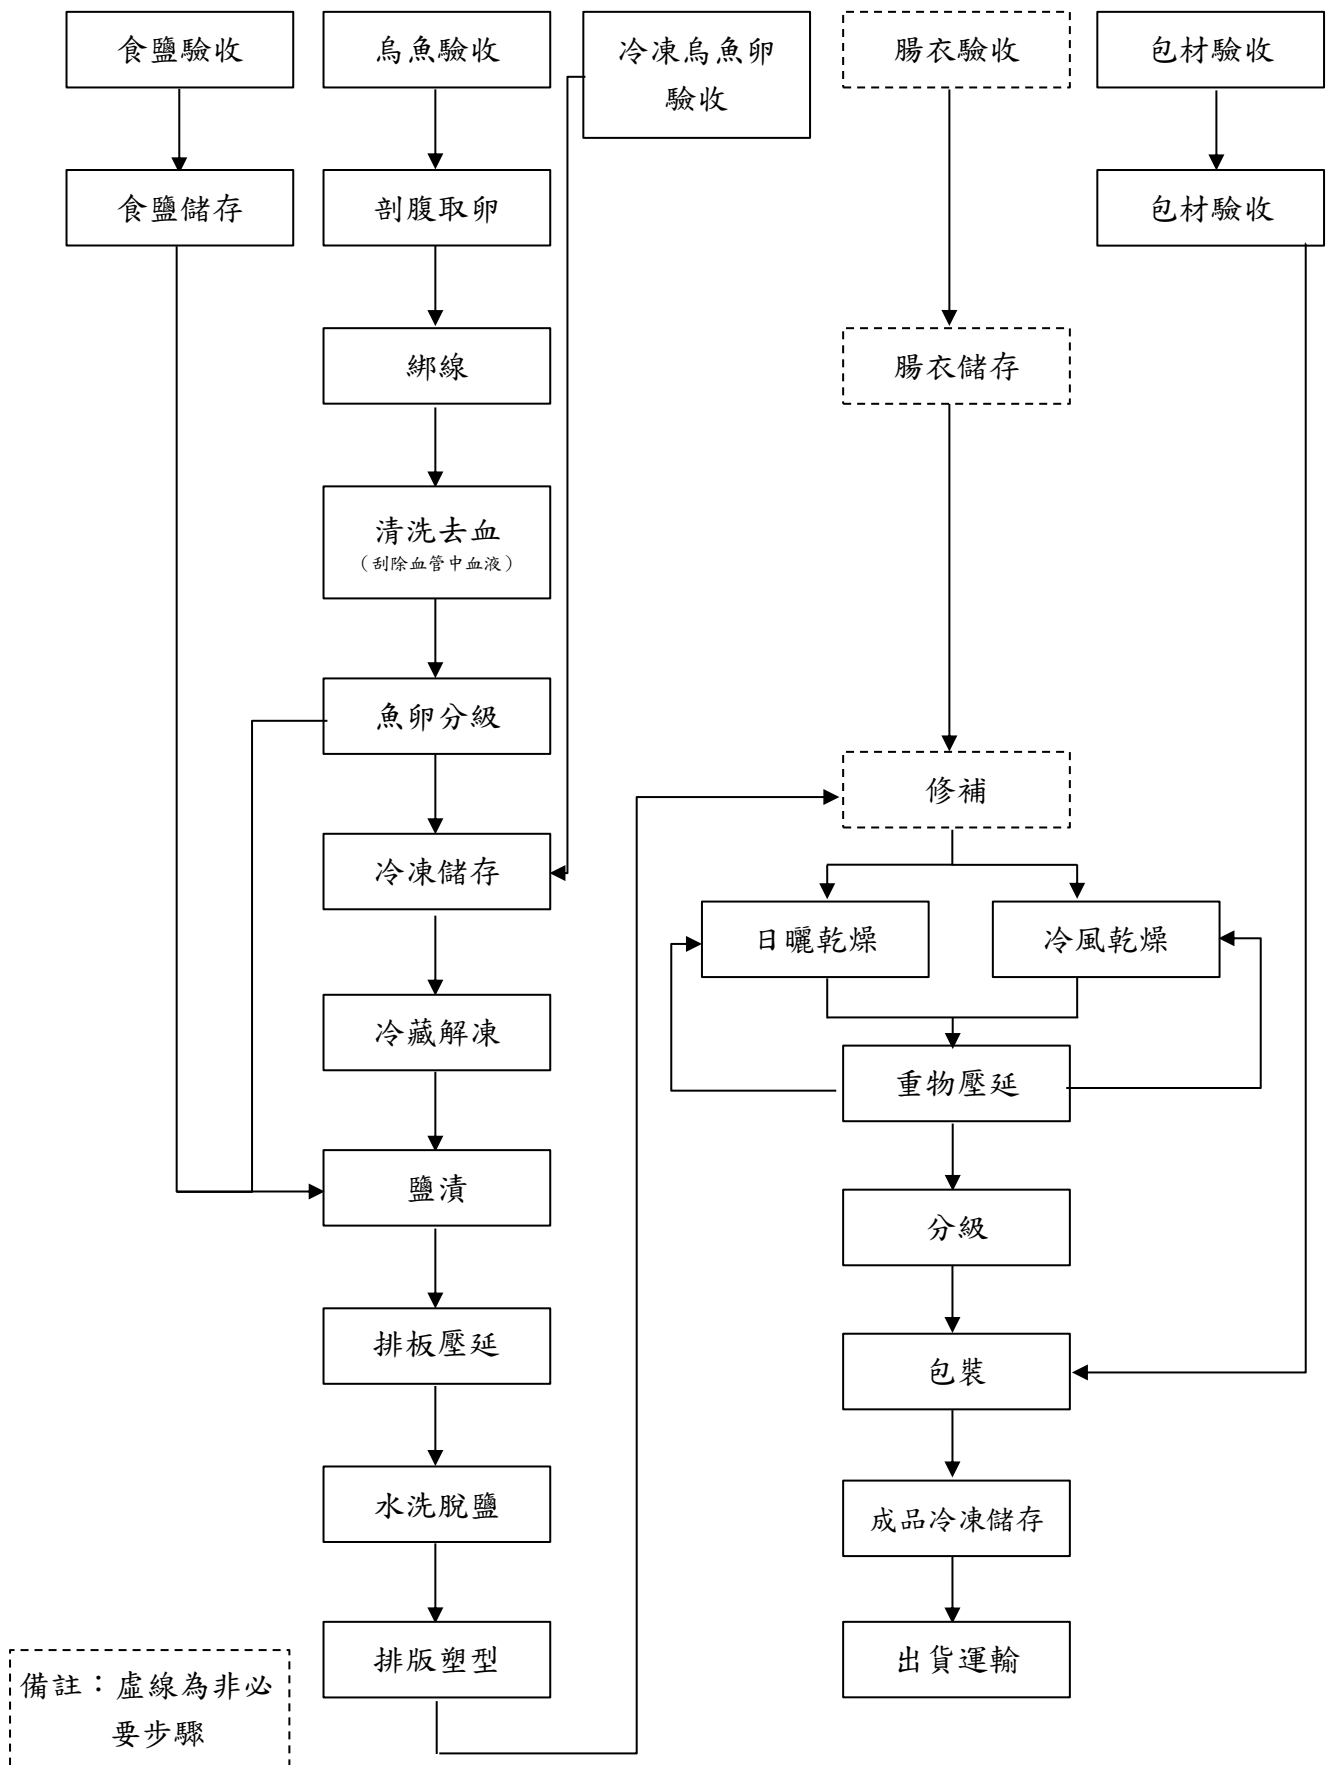 食鹽驗收
烏魚驗收
冷凍烏魚卵
驗收
腸衣驗收
包材驗收
食鹽儲存
剖腹取卵
包材驗收
綁線
腸衣儲存
清洗去血
（刮除血管中血液）
魚卵分級
修補
冷凍儲存
日曬乾燥
冷風乾燥
冷藏解凍
重物壓延
鹽漬
分級
排板壓延
包裝
水洗脫鹽
成品冷凍儲存
排版塑型
出貨運輸
備註：虛線為非必
要步驟